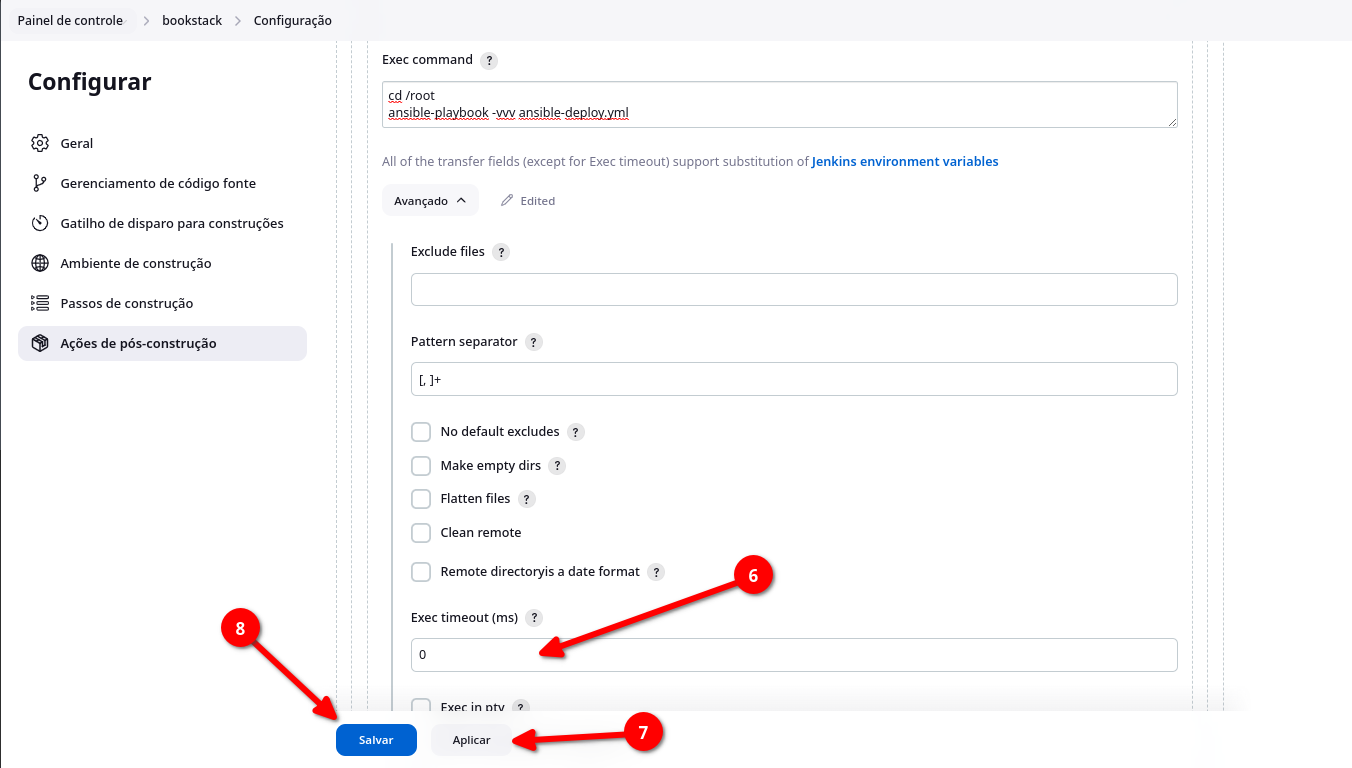 Painel de controle > bookstack > Configuração
Configurar
Geral
Gerenciamento de código fonte
Gatilho de disparo para construções
Ambiente de construção
Passos de construção
Ações de pós-construção
Exec command ?
cd /root
ansible-playbook -vvv ansible-deploy.yml
All of the transfer fields (except for Exec timeout) support substitution of Jenkins environment variables
Avançado Edited
Exclude files ?
Pattern separator ?
[, ]+
No default excludes ?
Make empty dirs ?
Flatten files ?
Clean remote
Remote directoryis a date format ?
6
Exec timeout (ms) ?
8
0
Exec in pty ?
Salvar Aplicar
7